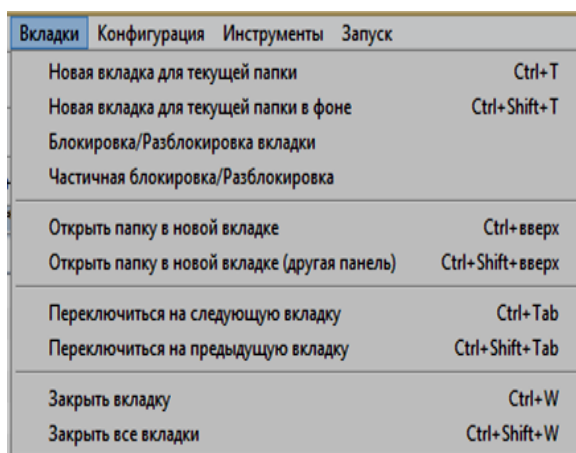 Вкладки Конфигурация Инструменты Запуск
Новая вкладка для текущей папки Ctrl+T
Новая вкладка для текущей папки в фоне Ctrl+Shift+T
Блокировка/Разблокировка вкладки
Частичная блокировка/Разблокировка
Открыть папку в новой вкладке Ctrl+вверх
Открыть папку в новой вкладке (другая панель) Ctrl+Shift+вверх
Переключиться на следующую вкладку Ctrl+Tab
Переключиться на предыдущую вкладку Ctrl+Shift+Tab
Закрыть вкладку Ctrl+W
Закрыть все вкладки Ctrl+Shift+W